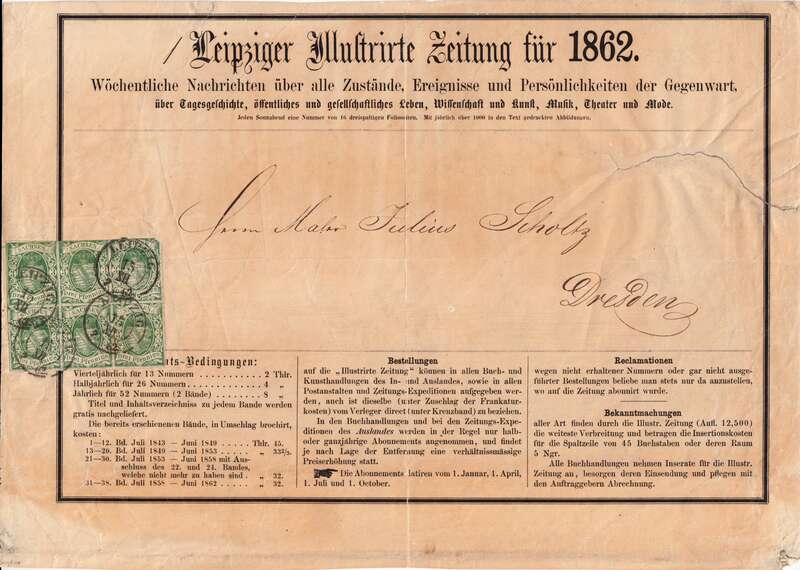 Leipziger Illustrirte Zeitung für 1862.
Wöchentliche Nachrichten über alle Zustände, Ereignisse und Persönlichkeiten der Gegenwart,
über Tagesgeschichte, öffentliches und gesellschaftliches Leben, Wissenschaft und Kunst, Musik, Theater und Mode.
Jeden Sonnabend eine Nummer von 16 dreispaltigen Folioseiten. Mit jährlich über 1000 in den Text gedruckten Abbildungen.
Herrn Maler Julius Scholtz
Dresden
SACHSEN SACHSEN
LEIPZIG
ts-Bedingungen:
Vierteljährlich für 13 Nummern . . . . . . . . 2 Thlr.
Halbjährlich für 26 Nummern . . . . . . . . 4 „
Jährlich für 52 Nummern (2 Bände) . . . . . . 8 „
Titel und Inhaltsverzeichniss zu jedem Bande werden
gratis nachgeliefert.
Die bereits erschienenen Bände, in Umschlag brochirt,
kosten:
1—12. Bd. Juli 1843 — Juni 1849 . . . . . Thlr. 45.
13—20. Bd. Juli 1849 — Juni 1853 . . . . . „ 33⅔.
21—30. Bd. Juli 1853 — Juni 1858 mit Aus-
schluss des 22. und 24. Bandes,
welche nicht mehr zu haben sind . „ 32.
31—38. Bd. Juli 1858 — Juni 1862 . . . . . „ 32.
Bestellungen
auf die „Illustrirte Zeitung“ können in allen Buch- und
Kunsthandlungen des In- und Auslandes, sowie in allen
Postanstalten und Zeitungs-Expeditionen aufgegeben wer-
den, auch ist dieselbe (unter Zuschlag der Frankatur-
kosten) vom Verleger direct (unter Kreuzband) zu beziehen.
In den Buchhandlungen und bei den Zeitungs-Expe-
ditionen des Auslandes werden in der Regel nur halb-
oder ganzjährige Abonnements angenommen, und findet
je nach Lage der Entfernung eine verhältnissmässige
Preiserhöhung statt.
Die Abonnements datiren vom 1. Januar, 1. April,
1. Juli und 1. October.
Reclamationen
wegen nicht erhaltener Nummern oder gar nicht ausge-
führter Bestellungen beliebe man stets nur da anzustellen,
wo auf die Zeitung abonnirt wurde.
Bekanntmachungen
aller Art finden durch die Illustr. Zeitung (Aufl. 12,500)
die weiteste Verbreitung und betragen die Insertionskosten
für die Spaltzeile von 45 Buchstaben oder deren Raum
5 Ngr.
Alle Buchhandlungen nehmen Inserate für die Illustr.
Zeitung an, besorgen deren Einsendung und pflegen mit
den Auftraggebern Abrechnung.